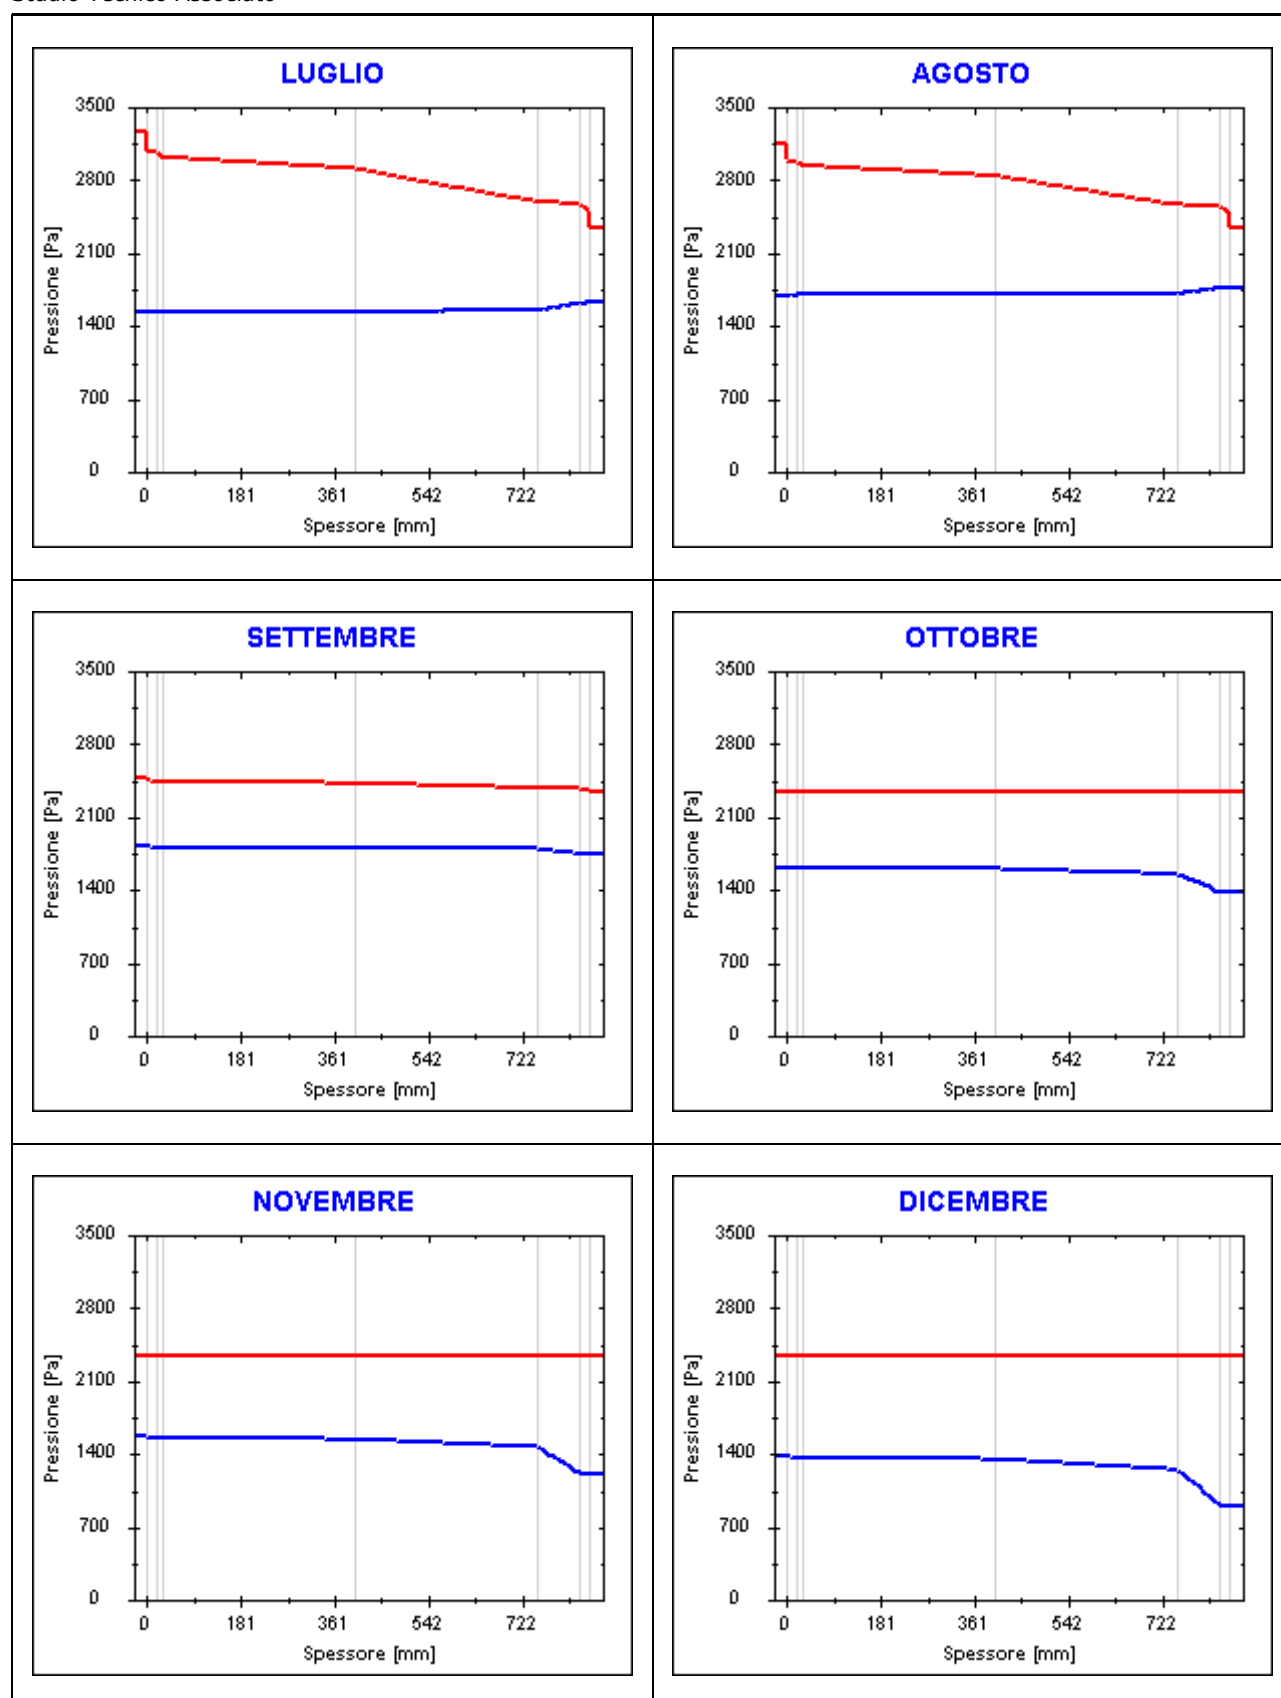 Studio Tecnico Associato
LUGLIO
3500
2800
2100
1400
700
0
Pressione [Pa]
0 181 361 542 722
Spessore [mm]
AGOSTO
3500
2800
2100
1400
700
0
Pressione [Pa]
0 181 361 542 722
Spessore [mm]
SETTEMBRE
3500
2800
2100
1400
700
0
Pressione [Pa]
0 181 361 542 722
Spessore [mm]
OTTOBRE
3500
2800
2100
1400
700
0
Pressione [Pa]
0 181 361 542 722
Spessore [mm]
NOVEMBRE
3500
2800
2100
1400
700
0
Pressione [Pa]
0 181 361 542 722
Spessore [mm]
DICEMBRE
3500
2800
2100
1400
700
0
Pressione [Pa]
0 181 361 542 722
Spessore [mm]